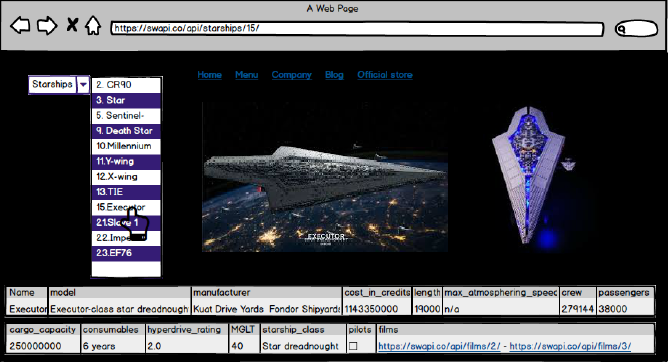 A Web Page
https://swapi.co/api/starships/15/
Home Menu Company Blog Official store
Starships
2. CR90
3. Star
5. Sentinel-
9. Death Star
10.Millennium
11.Y-wing
12.X-wing
13.TIE
15.Executor
21.Slave 1
22.Impe
23.EF76
EXECUTOR
Name model manufacturer cost_in_credits length max_atmosphering_speed crew passengers
Executor Executor-class star dreadnough Kuat Drive Yards Fondor Shipyards 1143350000 19000 n/a 279144 38000
cargo_capacity consumables hyperdrive_rating MGLT starship_class pilots films
250000000 6 years 2.0 40 Star dreadnought https://swapi.co/api/films/2/ - https://swapi.co/api/films/3/